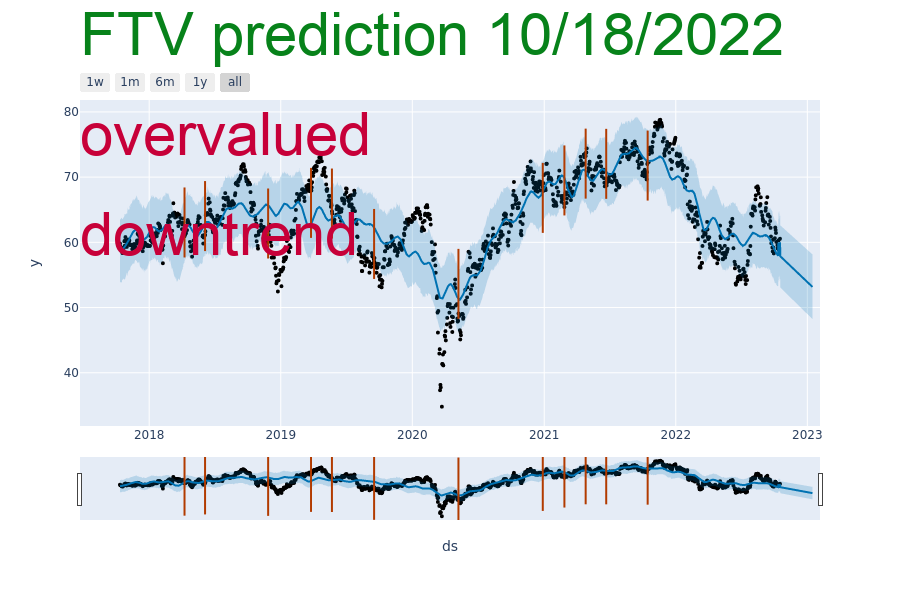 FTV prediction 10/18/2022
1w 1m 6m 1y all
overvalued
downtrend
80
70
60
50
40
y
2018 2019 2020 2021 2022 2023
ds